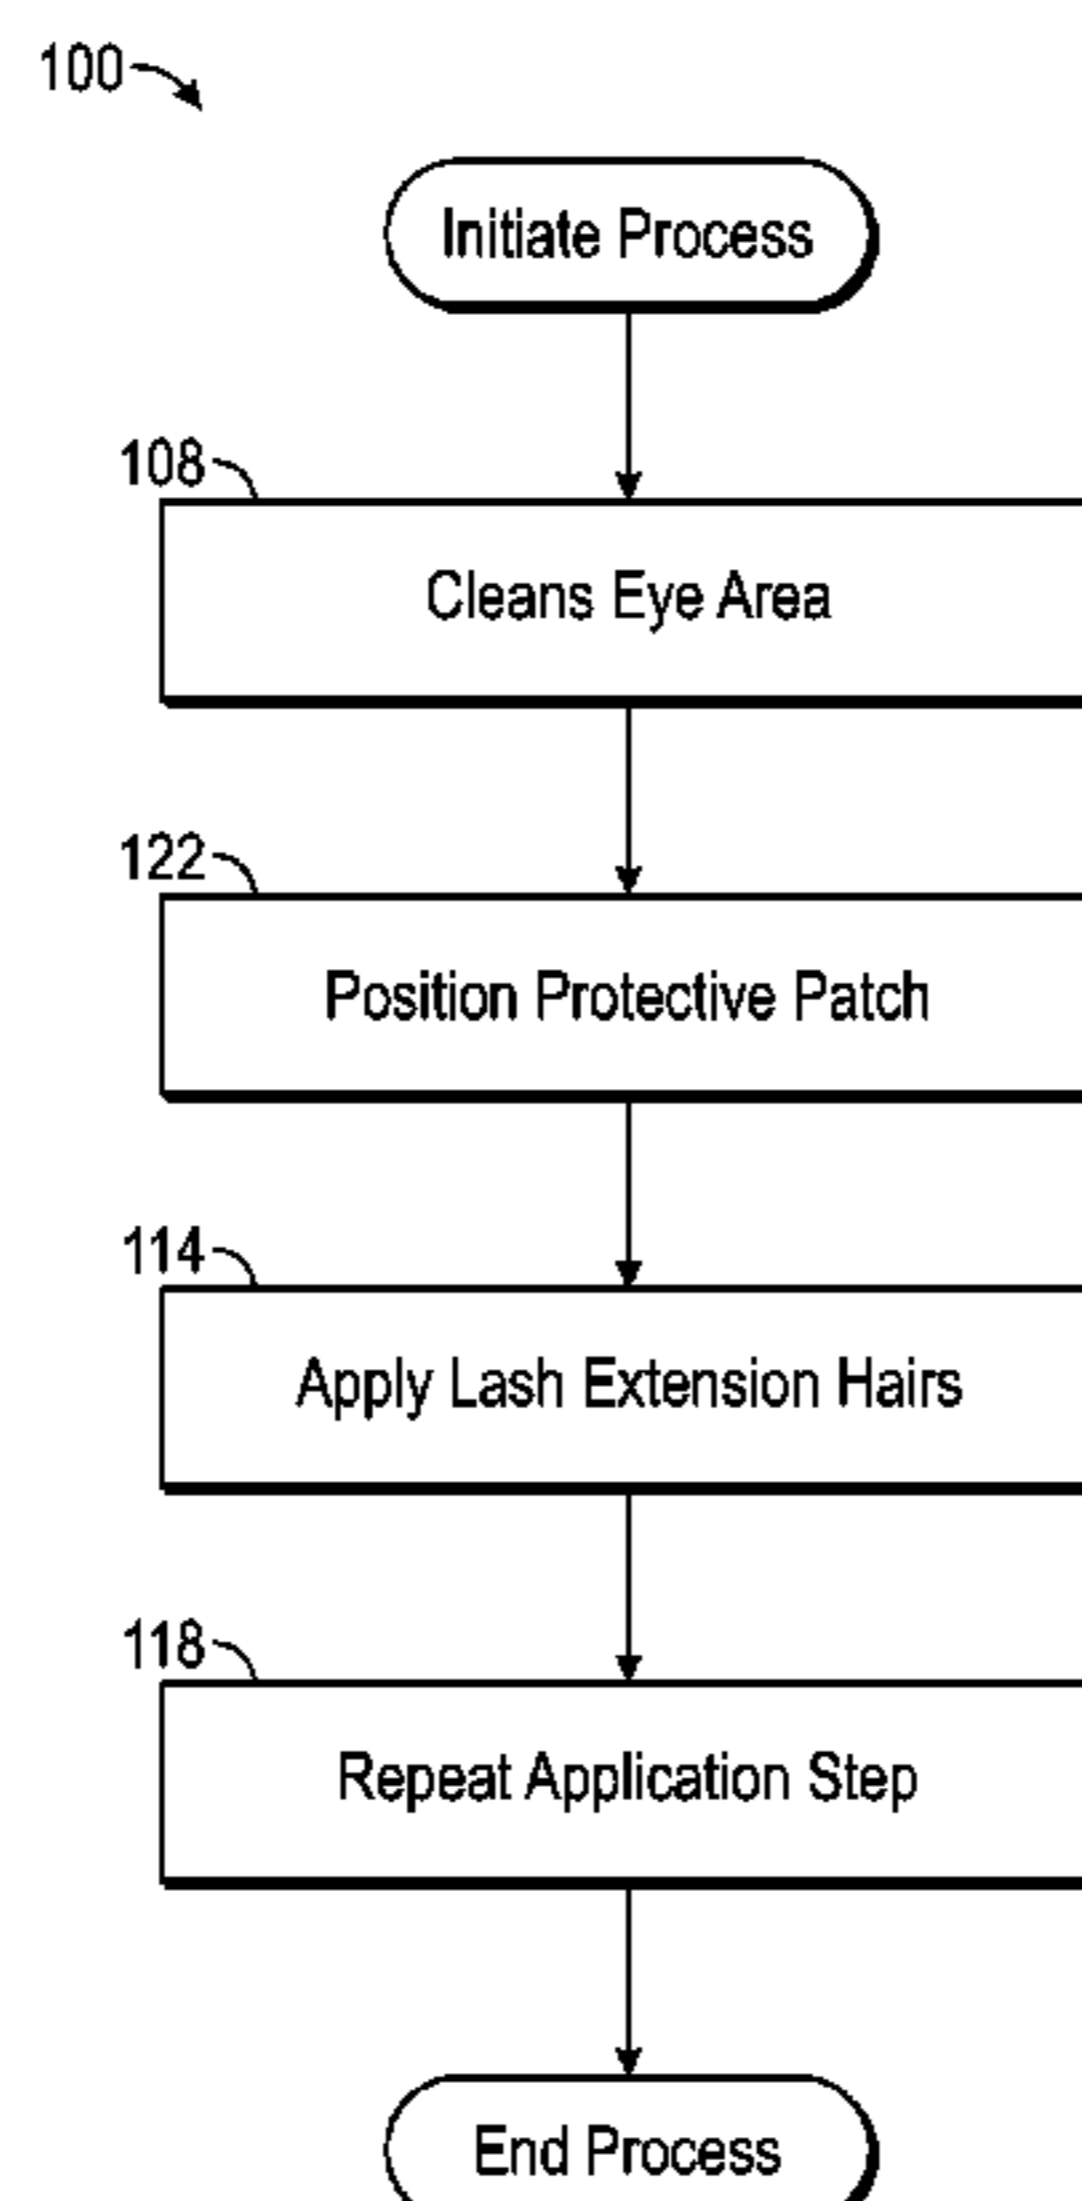 100
Initiate Process
108
Cleans Eye Area
122
Position Protective Patch
114
Apply Lash Extension Hairs
118
Repeat Application Step
End Process